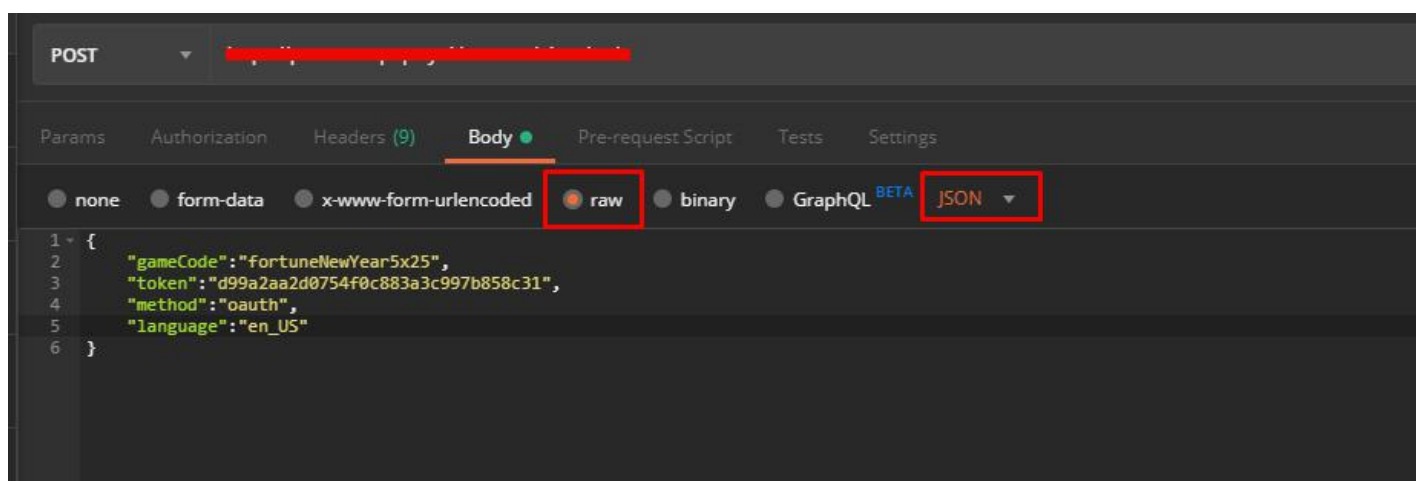 POST
Params Authorization Headers (9) Body Pre-request Script Tests Settings
none form-data x-www-form-urlencoded raw binary GraphQL BETA JSON
1 {
2 "gameCode":"fortuneNewYear5x25",
3 "token":"d99a2aa2d0754f0c883a3c997b858c31",
4 "method":"oauth",
5 "language":"en_US"
6 }